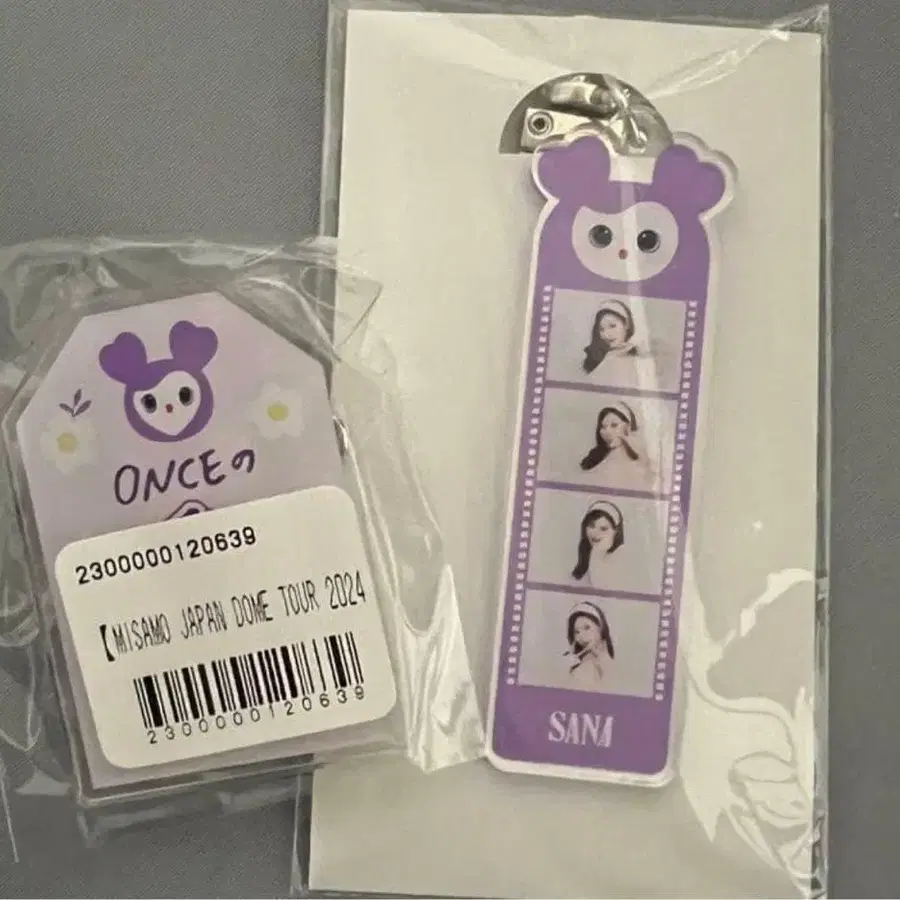 ONCEの
2300000120639
【MISAMO JAPAN DOME TOUR 2024
2300000120639
SANA